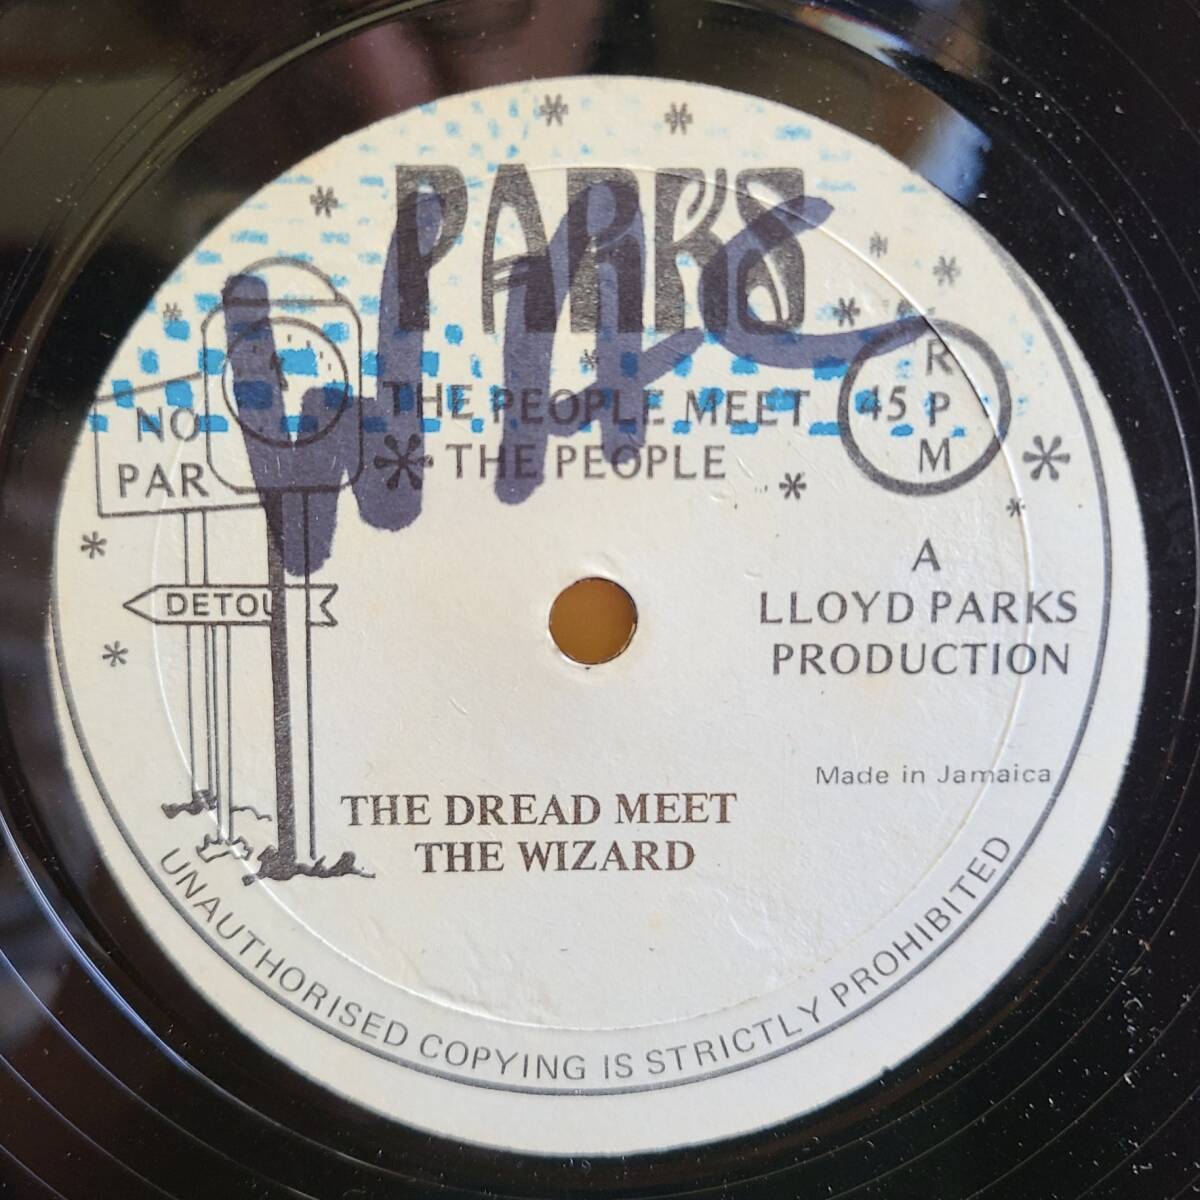 PARKS
THE PEOPLE MEET
THE PEOPLE
45 RPM
NO
PAR
DETOU
A
LLOYD PARKS
PRODUCTION
Made in Jamaica
THE DREAD MEET
THE WIZARD
UNAUTHORISED COPYING IS STRICTLY PROHIBITED